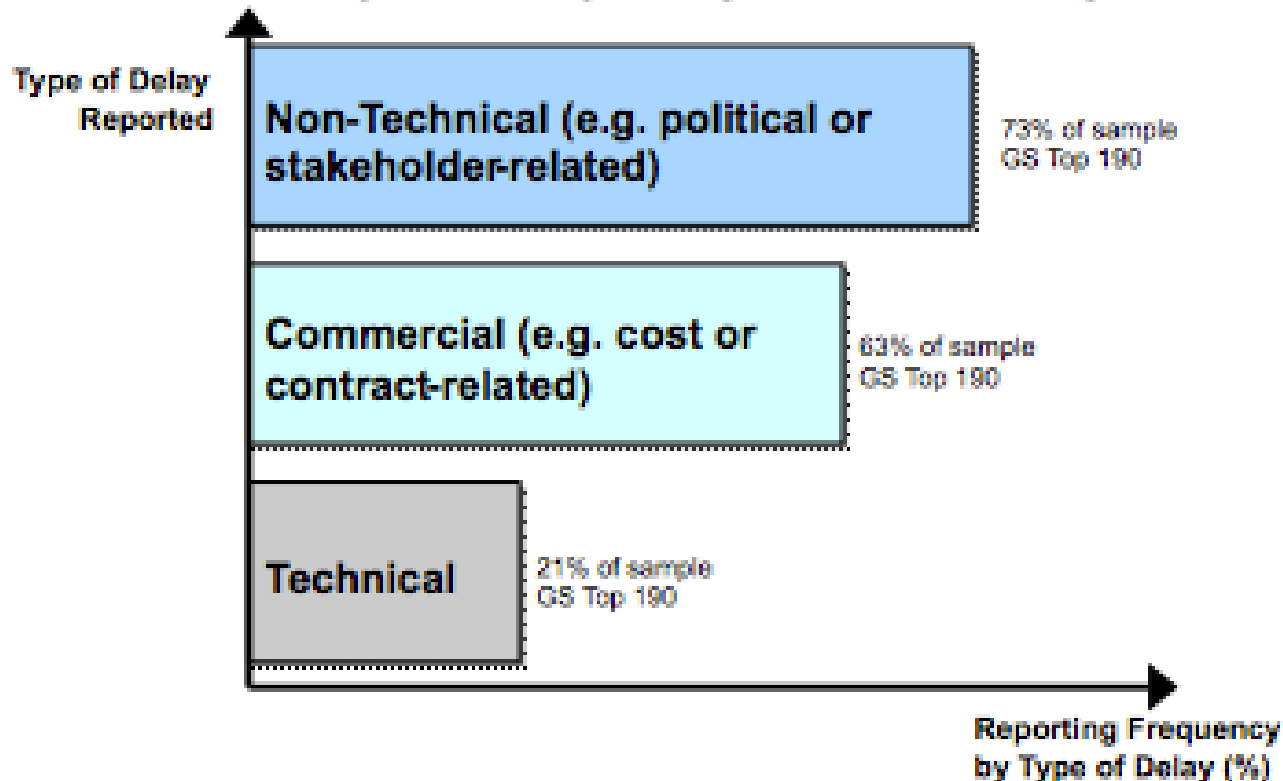 Type of Delay
Reported
Non-Technical (e.g. political or
stakeholder-related)
73% of sample
GS Top 190
Commercial (e.g. cost or
contract-related)
63% of sample
GS Top 190
Technical
21% of sample
GS Top 190
Reporting Frequency
by Type of Delay (%)